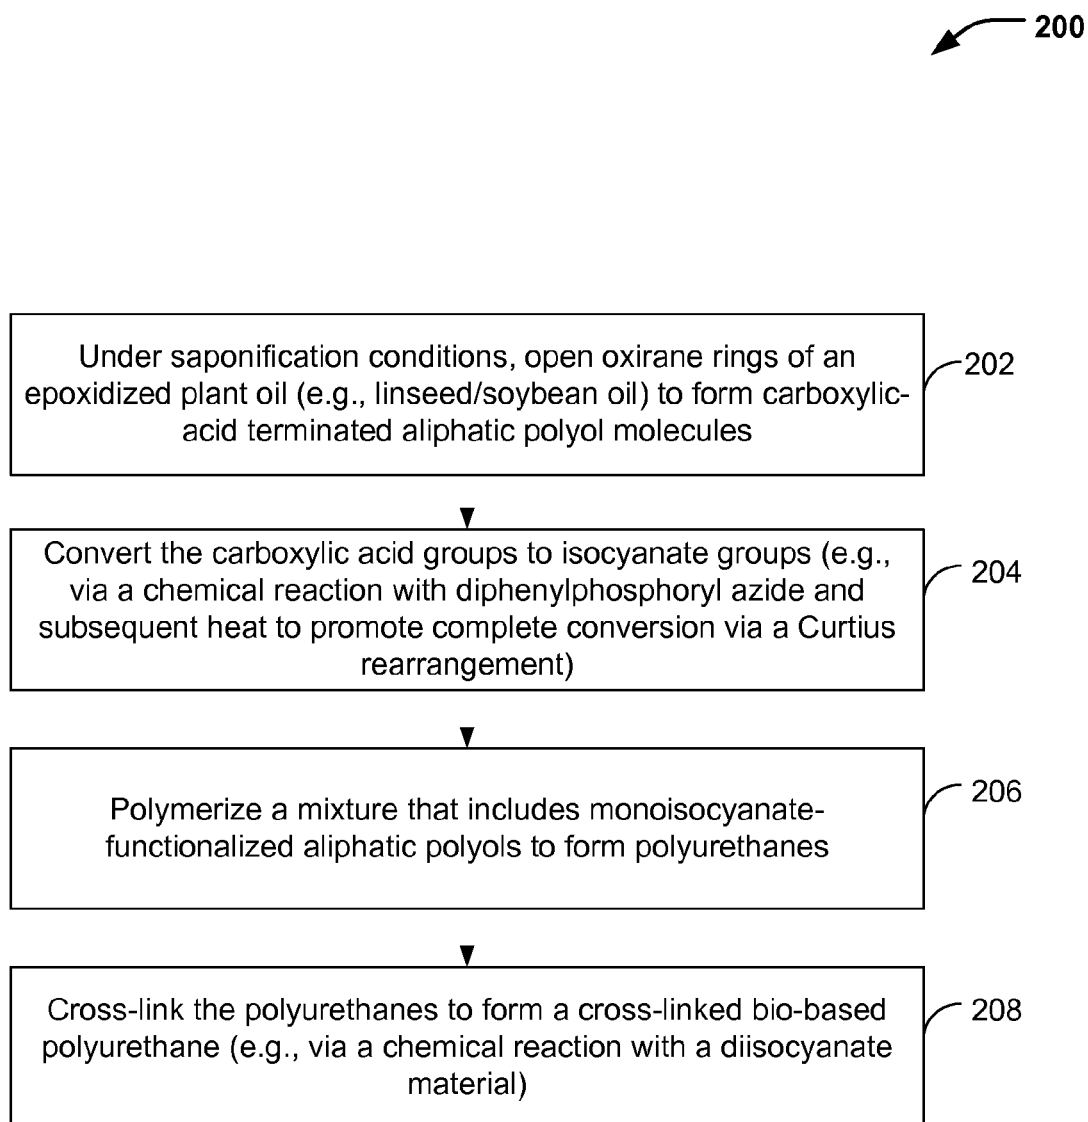 200
Under saponification conditions, open oxirane rings of an
epoxidized plant oil (e.g., linseed/soybean oil) to form carboxylic-
acid terminated aliphatic polyol molecules
202
Convert the carboxylic acid groups to isocyanate groups (e.g.,
via a chemical reaction with diphenylphosphoryl azide and
subsequent heat to promote complete conversion via a Curtius
rearrangement)
204
Polymerize a mixture that includes monoisocyanate-
functionalized aliphatic polyols to form polyurethanes
206
Cross-link the polyurethanes to form a cross-linked bio-based
polyurethane (e.g., via a chemical reaction with a diisocyanate
material)
208